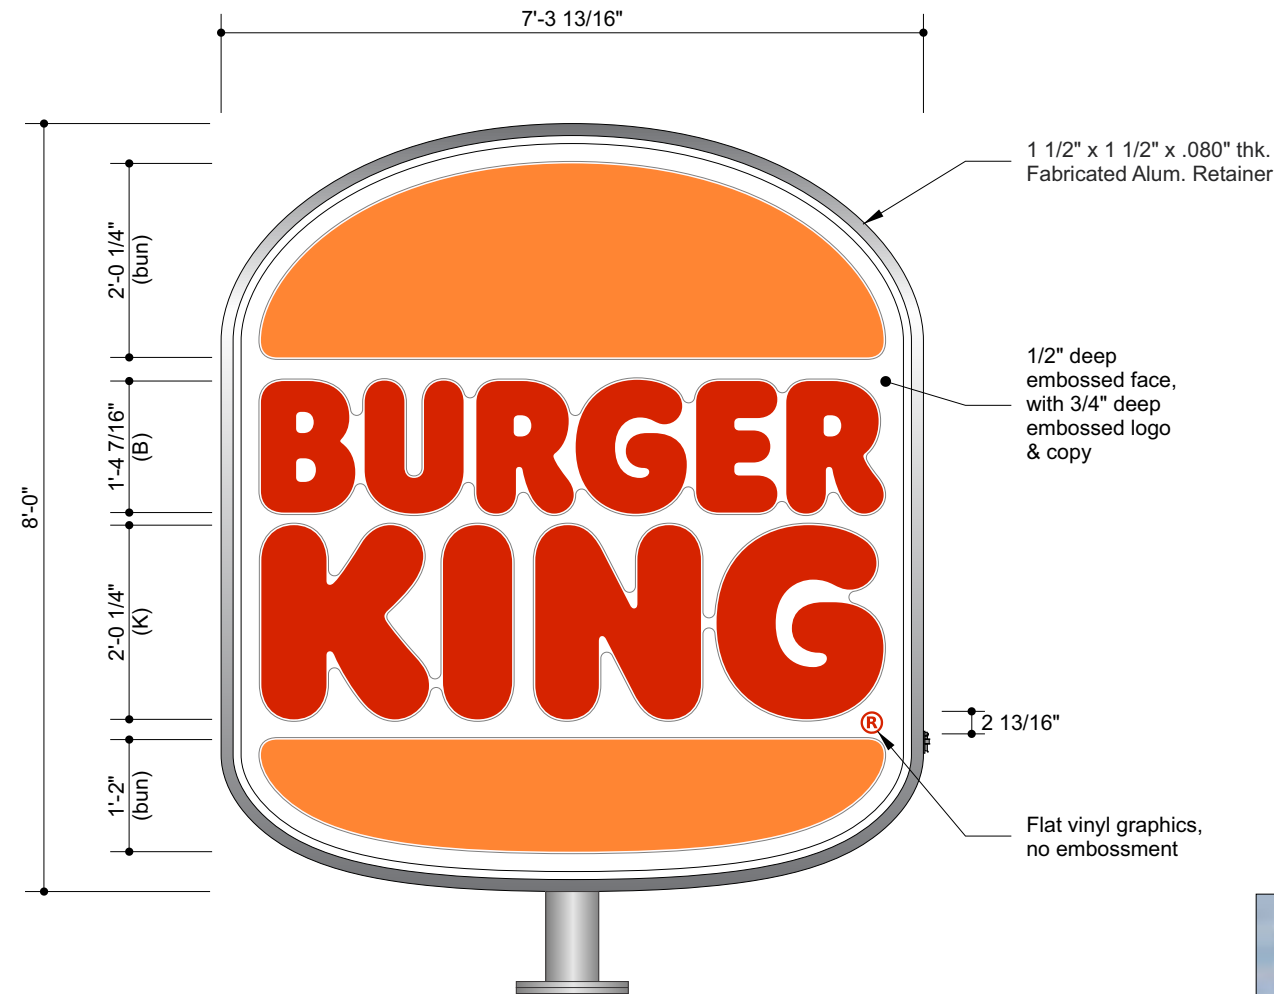 7'-3 13/16"
1 1/2" x 1 1/2" x .080" thk.
Fabricated Alum. Retainer
2'-0 1/4"
(bun)
1/2" deep
embossed face,
with 3/4" deep
embossed logo
& copy
BURGER
1'-4 7/16"
(B)
8'-0"
KING
2'-0 1/4"
(K)
®
2 13/16"
1'-2"
(bun)
Flat vinyl graphics,
no embossment